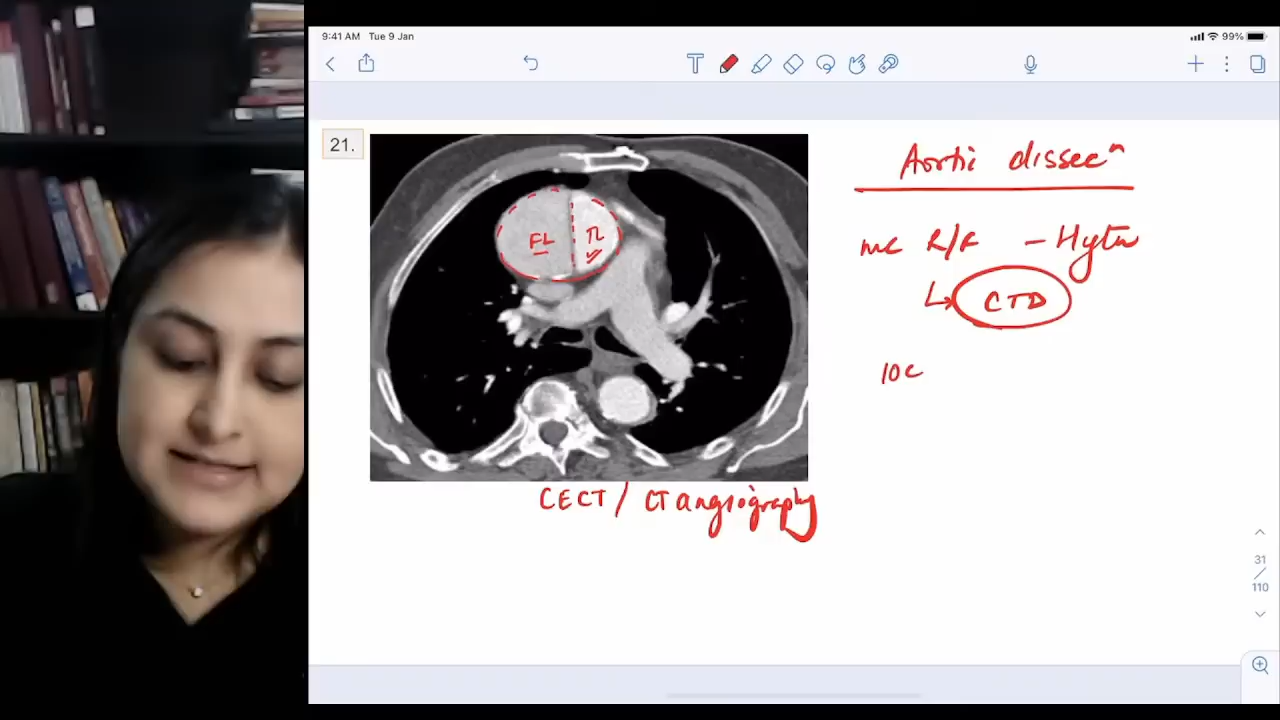 9:41 AM Tue 9 Jan
99%
21.
Aortic dissecⁿ
FL
TL
mc R/F - Hytn
CTD
IOC
CECT / CT angiography
31
/
110